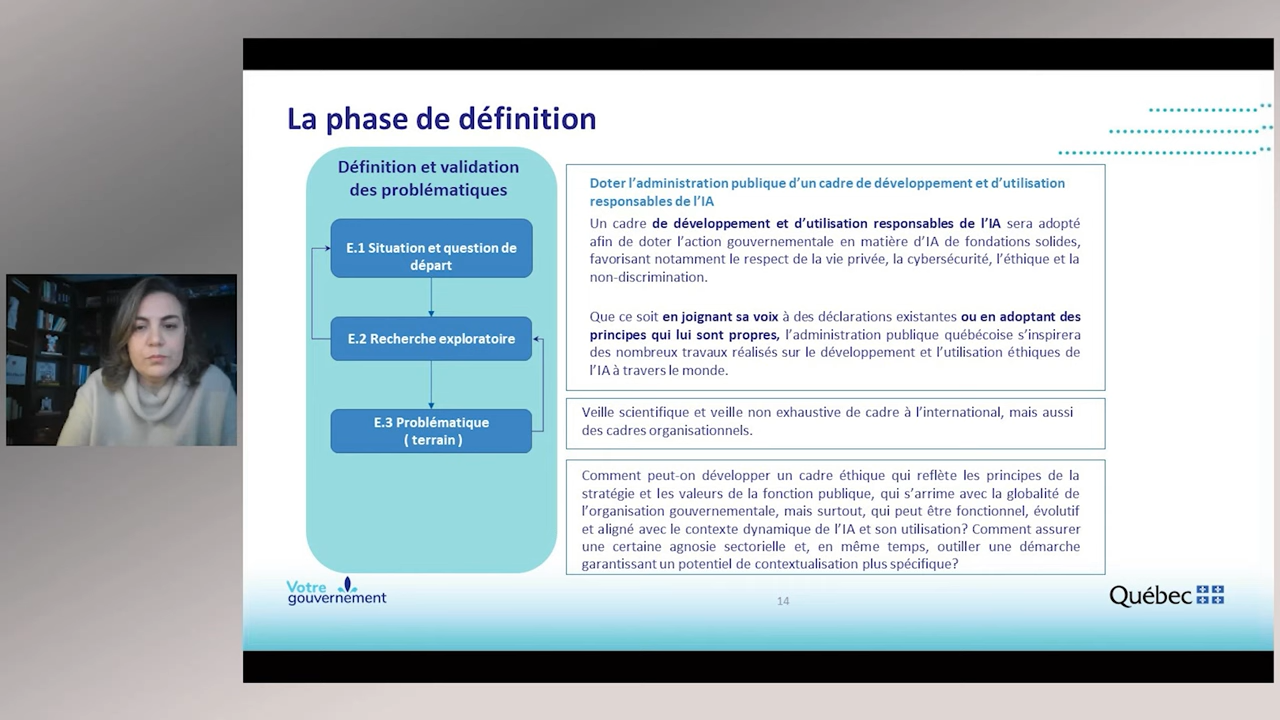 La phase de définition
Définition et validation
des problématiques
E.1 Situation et question de
départ
E.2 Recherche exploratoire
E.3 Problématique
( terrain )
Doter l’administration publique d’un cadre de développement et d’utilisation
responsables de l’IA
Un cadre de développement et d’utilisation responsables de l’IA sera adopté
afin de doter l’action gouvernementale en matière d’IA de fondations solides,
favorisant notamment le respect de la vie privée, la cybersécurité, l’éthique et la
non-discrimination.
Que ce soit en joignant sa voix à des déclarations existantes ou en adoptant des
principes qui lui sont propres, l’administration publique québécoise s’inspirera
des nombreux travaux réalisés sur le développement et l’utilisation éthiques de
l’IA à travers le monde.
Veille scientifique et veille non exhaustive de cadre à l’international, mais aussi
des cadres organisationnels.
Comment peut-on développer un cadre éthique qui reflète les principes de la
stratégie et les valeurs de la fonction publique, qui s’arrime avec la globalité de
l’organisation gouvernementale, mais surtout, qui peut être fonctionnel, évolutif
et aligné avec le contexte dynamique de l’IA et son utilisation? Comment assurer
une certaine agnosie sectorielle et, en même temps, outiller une démarche
garantissant un potentiel de contextualisation plus spécifique?
Votre
gouvernement
14
Québec